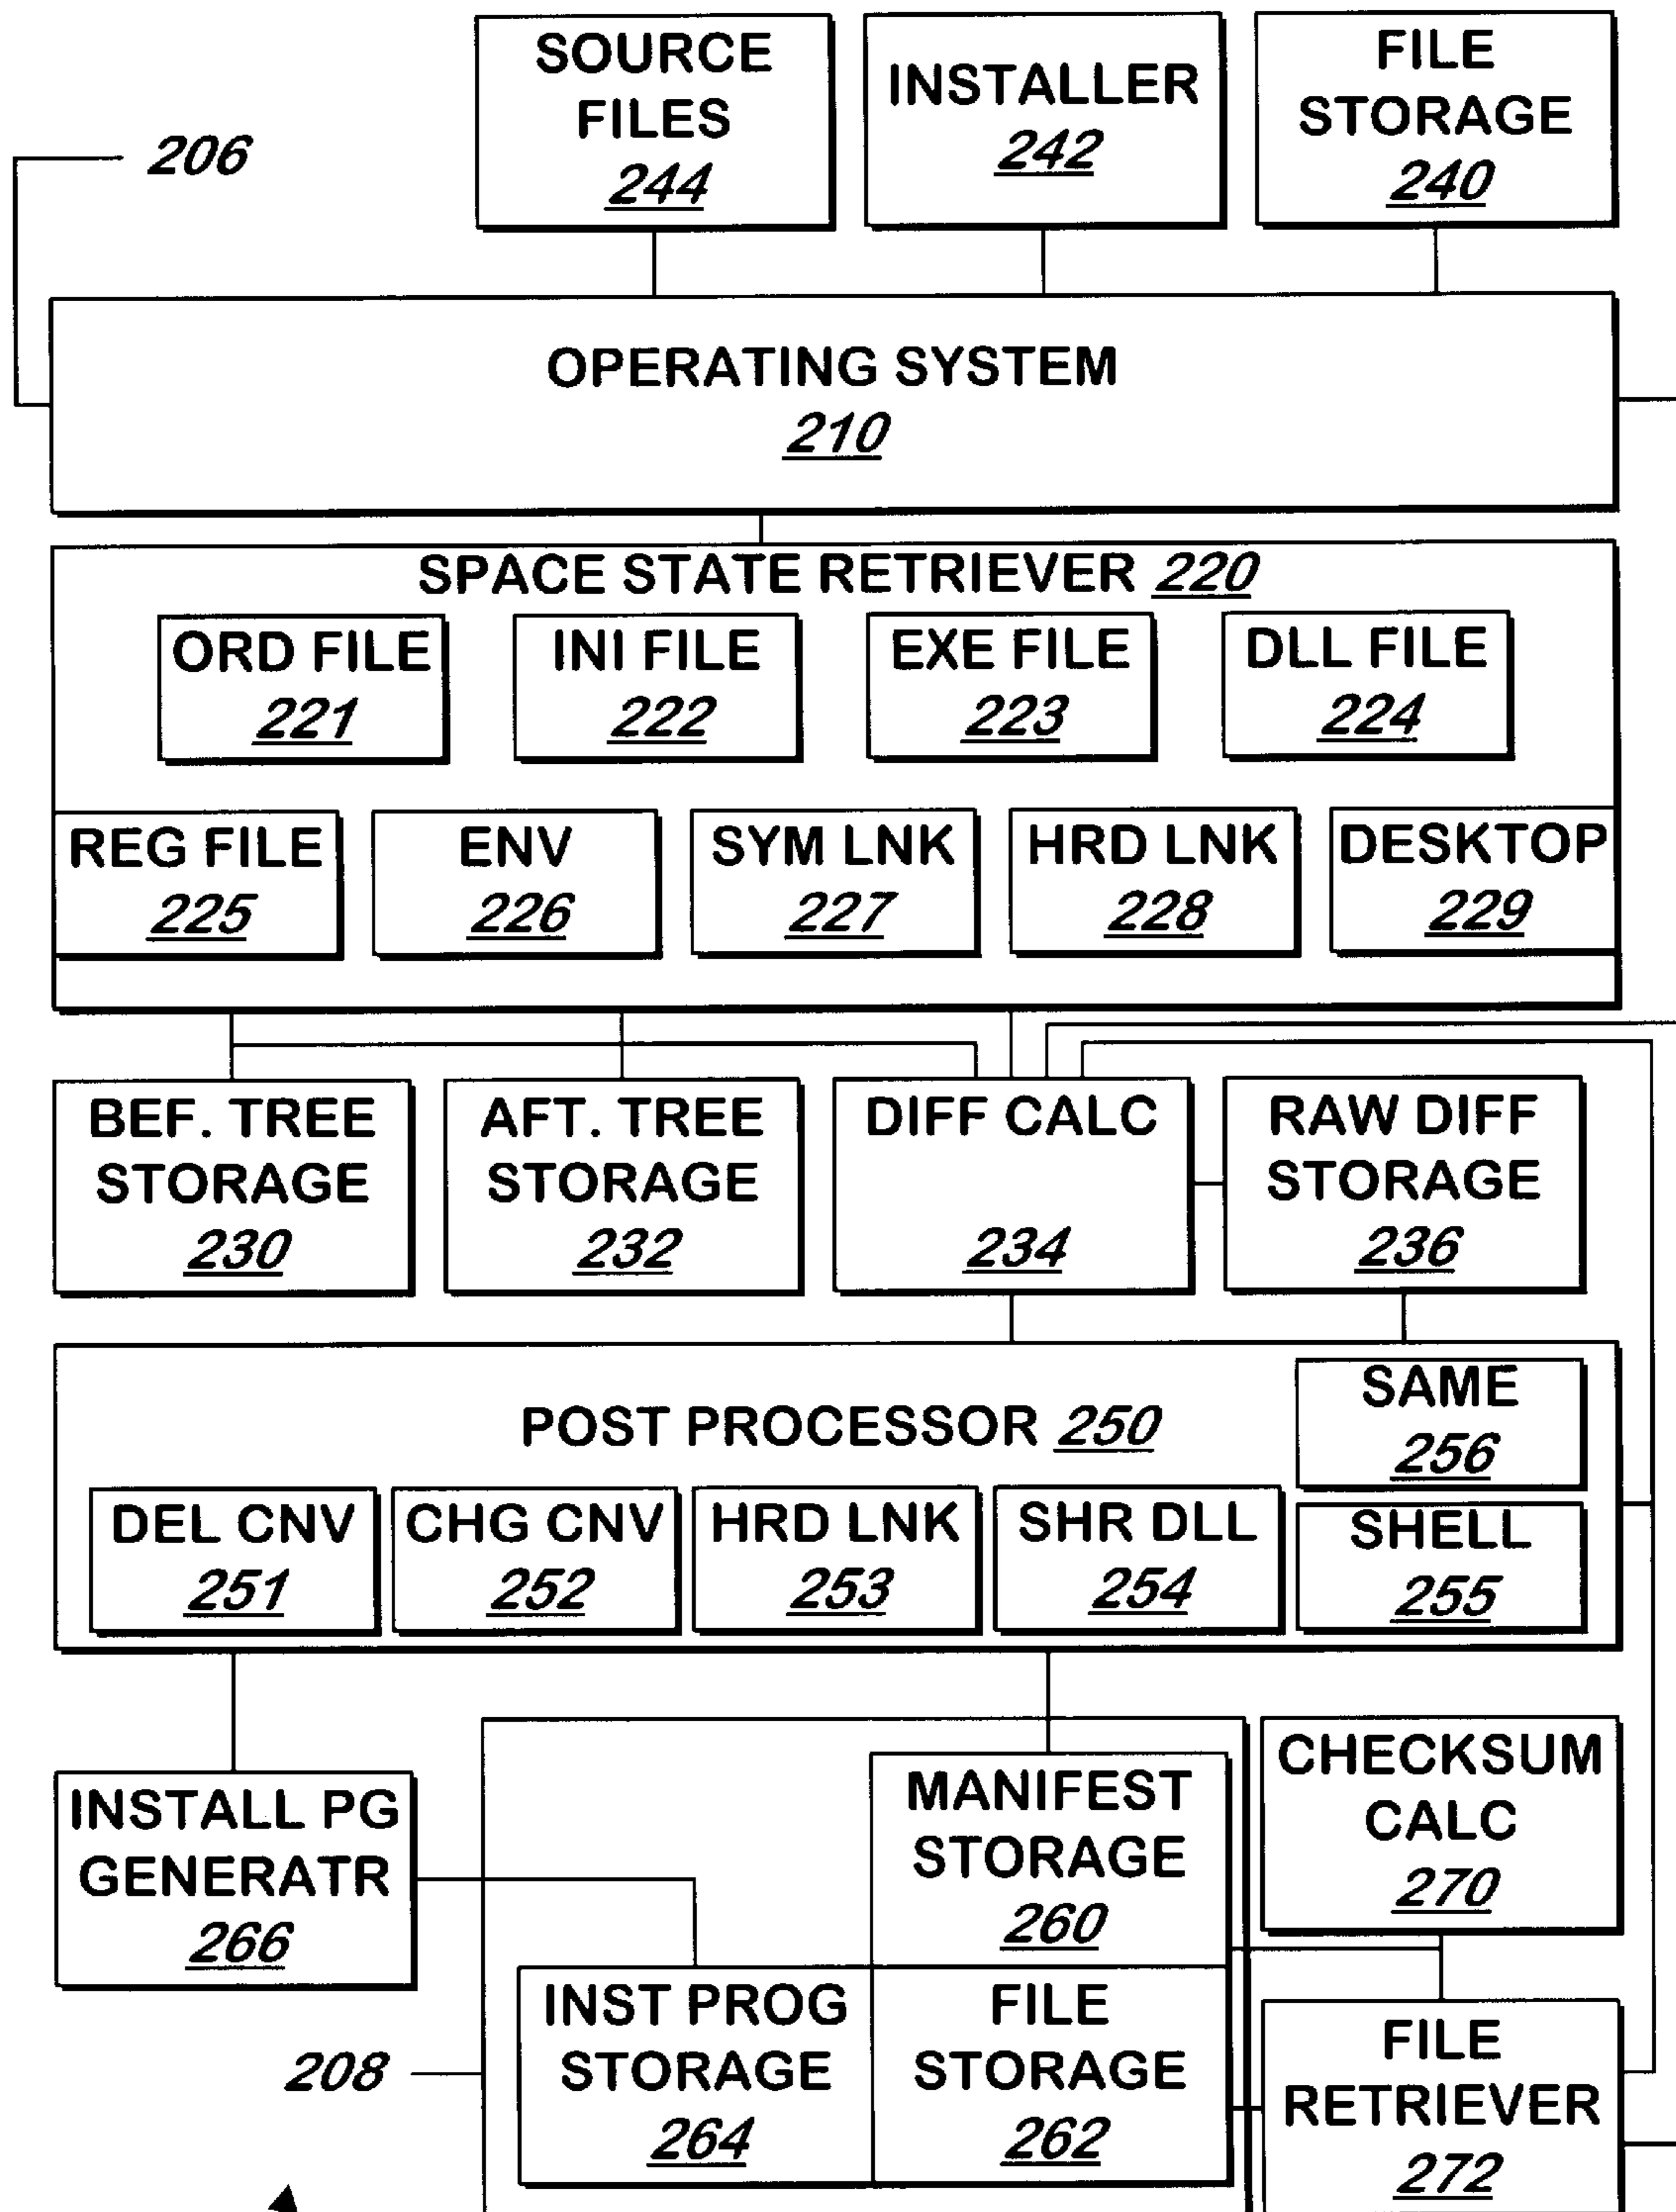 SOURCE
FILES
244
INSTALLER
242
FILE
STORAGE
240
206
OPERATING SYSTEM
210
SPACE STATE RETRIEVER 220
ORD FILE
221
INI FILE
222
EXE FILE
223
DLL FILE
224
REG FILE
225
ENV
226
SYM LNK
227
HRD LNK
228
DESKTOP
229
BEF. TREE
STORAGE
230
AFT. TREE
STORAGE
232
DIFF CALC
234
RAW DIFF
STORAGE
236
POST PROCESSOR 250
SAME
256
DEL CNV
251
CHG CNV
252
HRD LNK
253
SHR DLL
254
SHELL
255
INSTALL PG
GENERATR
266
MANIFEST
STORAGE
260
CHECKSUM
CALC
270
208
INST PROG
STORAGE
264
FILE
STORAGE
262
FILE
RETRIEVER
272